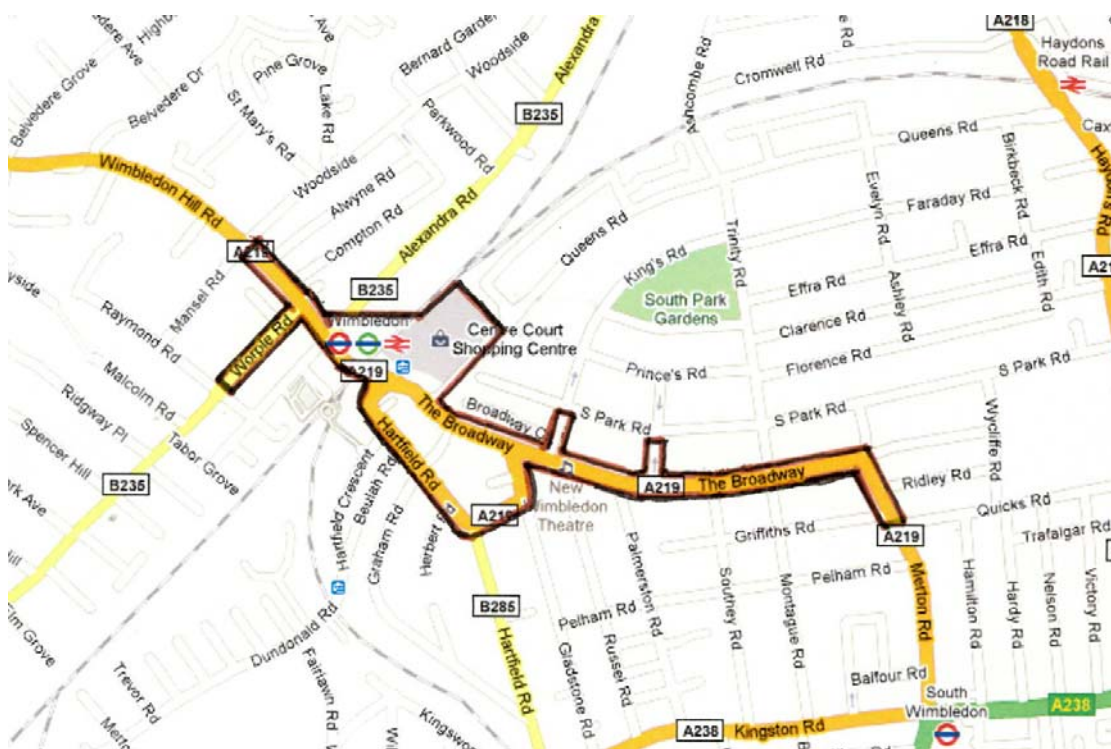 A218
Haydons
Road Rail
Highb
Belvedere Ave
Belvedere Grove
Belvedere Dr
Pine Grove
Ave
Lake Rd
St Mary's Rd
Bernard Garde
Woodside
Alexandra
B235
Parkwood Rd
Woodside
Alwyne Rd
Compton Rd
Alexandra Rd
Ashcombe Rd
Cromwell Rd
Queens Rd
Birkbeck Rd
Haydons Rd
Cax
Wimbledon Hill Rd
A219
B235
Queens Rd
King's Rd
South Park
Gardens
Trinity Rd
Evelyn Rd
Ashley Rd
Faraday Rd
Effra Rd
Effra Rd
Edith Rd
A21
Clarence Rd
Florence Rd
Mansel Rd
Raymond Rd
Worple Rd
Malcolm Rd
Ridgway Pl
Spencer Hill
Tabor Grove
B235
Wimbledon
Centre Court
Shopping Centre
A219
The Broadway
Broadway C
S Park Rd
Prince's Rd
S Park Rd
S Park Rd
Wycliffe Rd
Hartfield Rd
Hartfield Crescent
Beulah Rd
Graham Rd
Herbert
A219
New
Wimbledon
Theatre
A219
The Broadway
Ridley Rd
Quicks Rd
Trafalgar Rd
A219
Griffiths Rd
Pelham Rd
Pelham Rd
Palmerston Rd
Southey Rd
Montague Rd
Merton Rd
Hamilton Rd
Hardy Rd
Nelson Rd
Victory Rd
B285
Hartfield Rd
Gladstone Rd
Russel Rd
Dundonald Rd
Fairlawn Rd
Trevor Rd
Kingsw
Balfour Rd
South
Wimbledon
A238
Kingston Rd
A238